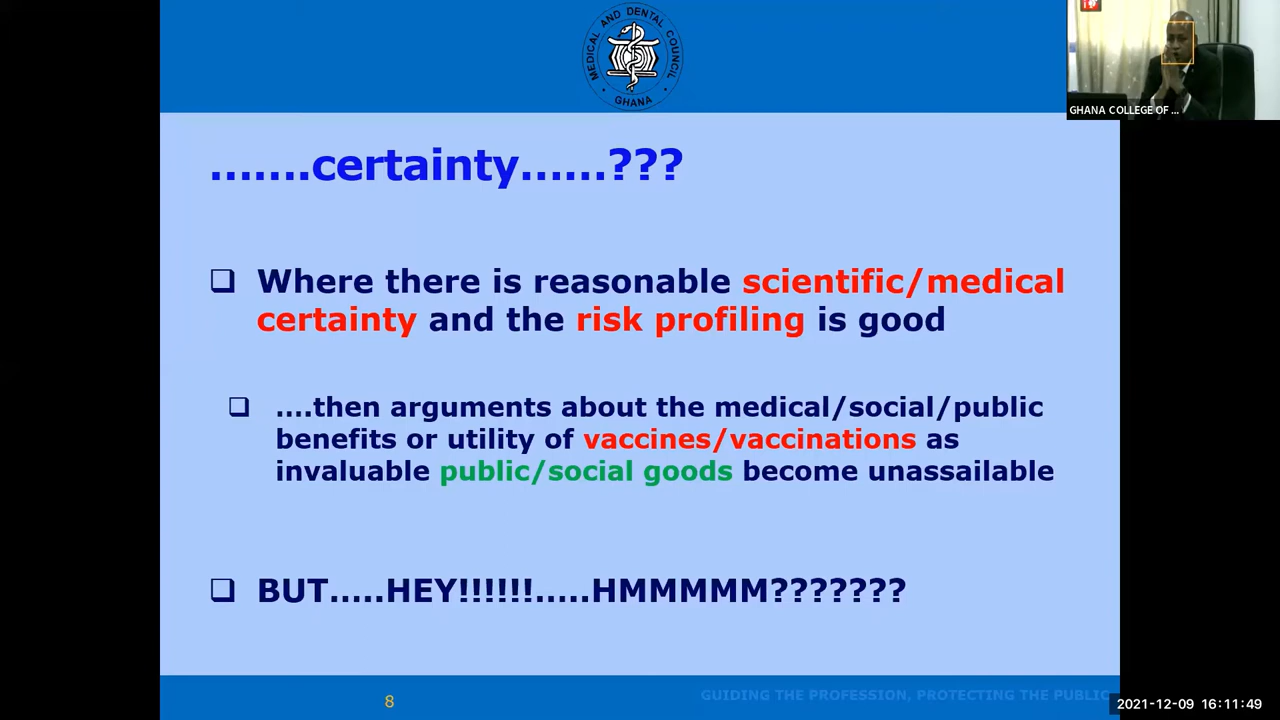 MEDICAL AND DENTAL COUNCIL
GHANA
GHANA COLLEGE OF ...
.......certainty......???
❑ Where there is reasonable scientific/medical
certainty and the risk profiling is good
❑ ....then arguments about the medical/social/public
benefits or utility of vaccines/vaccinations as
invaluable public/social goods become unassailable
❑ BUT.....HEY!!!!!!.....HMMMMM???????
8
GUIDING THE PROFESSION, PROTECTING THE PUBLIC
2021-12-09 16:11:49